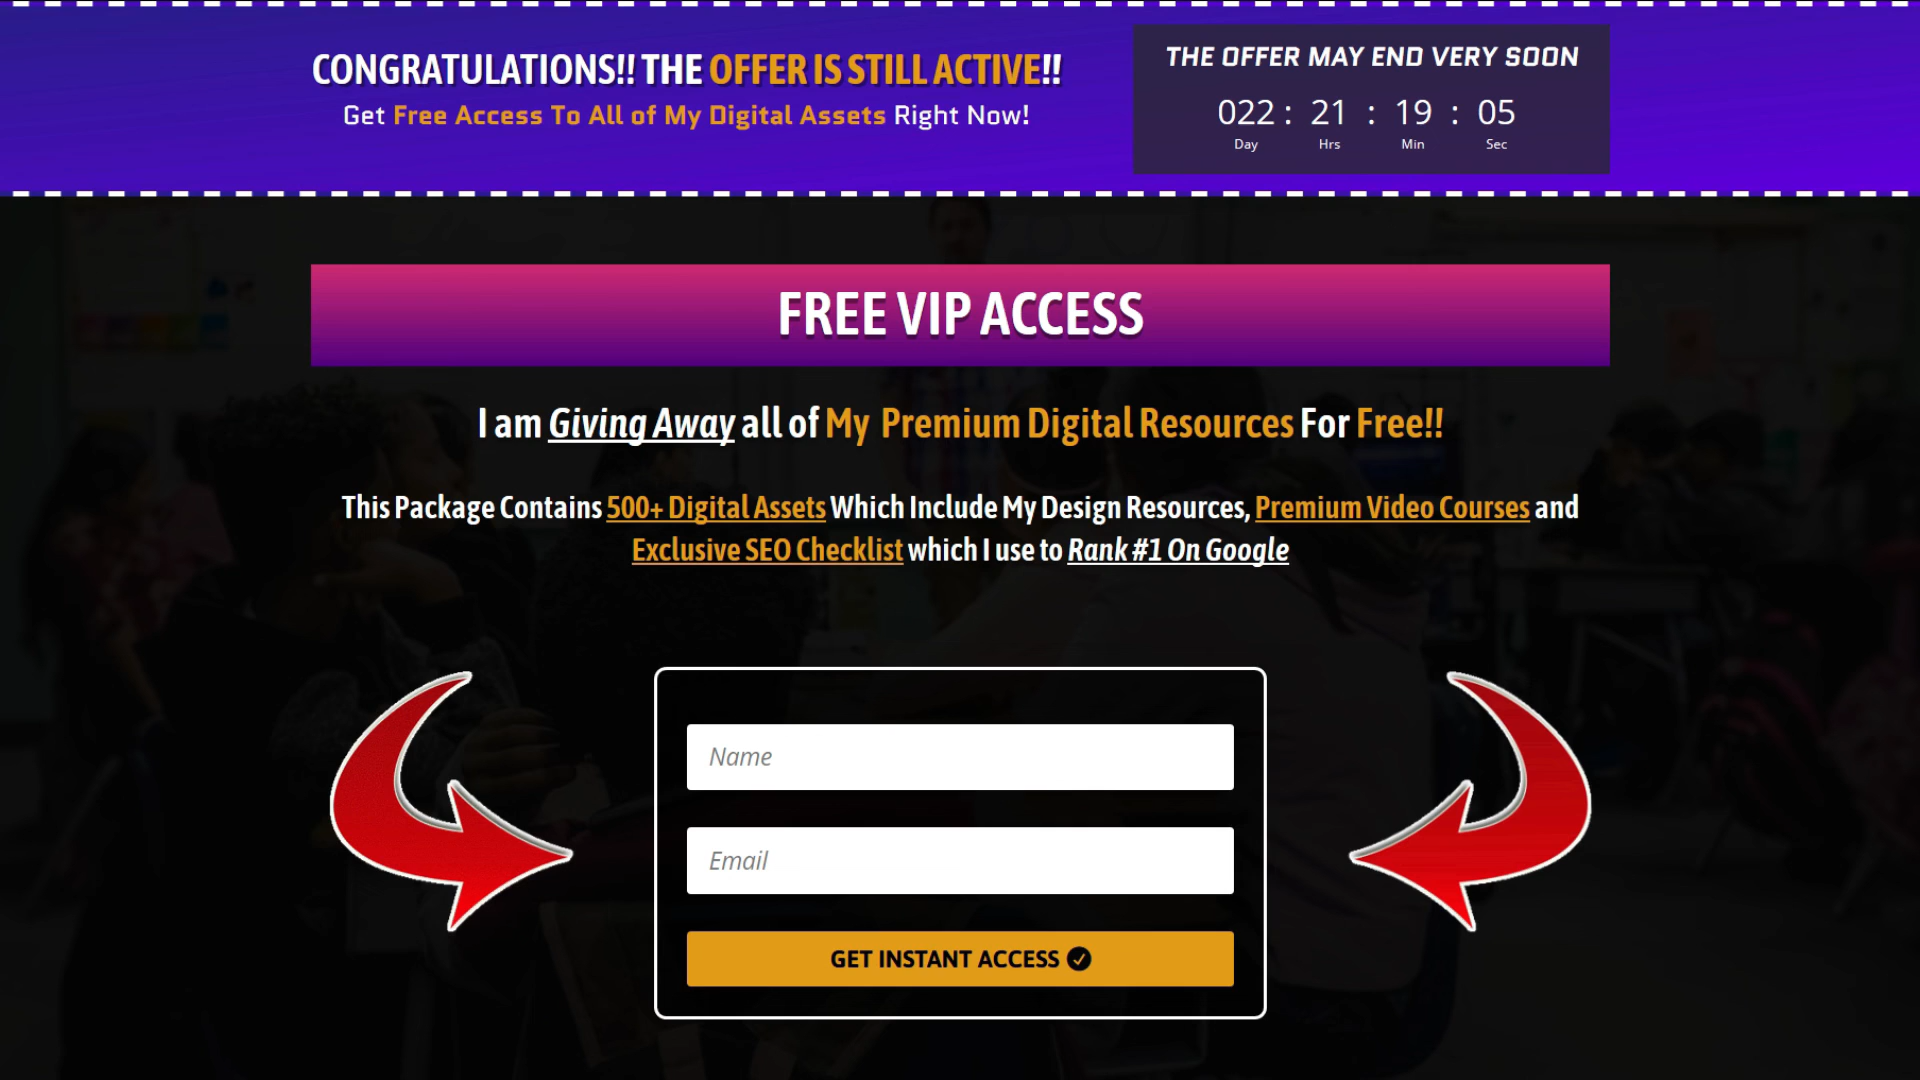 CONGRATULATIONS!! THE OFFER IS STILL ACTIVE!!
Get Free Access To All of My Digital Assets Right Now!
THE OFFER MAY END VERY SOON
022 : 21 : 19 : 05
Day Hrs Min Sec
FREE VIP ACCESS
I am Giving Away all of My Premium Digital Resources For Free!!
This Package Contains 500+ Digital Assets Which Include My Design Resources, Premium Video Courses and
Exclusive SEO Checklist which I use to Rank #1 On Google
Name
Email
GET INSTANT ACCESS